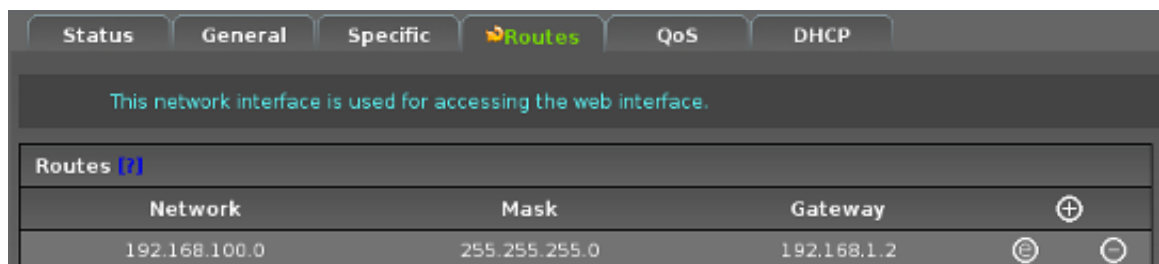 Status General Specific Routes QoS DHCP
This network interface is used for accessing the web interface.
Routes [?]
Network Mask Gateway
192.168.100.0 255.255.255.0 192.168.1.2 e